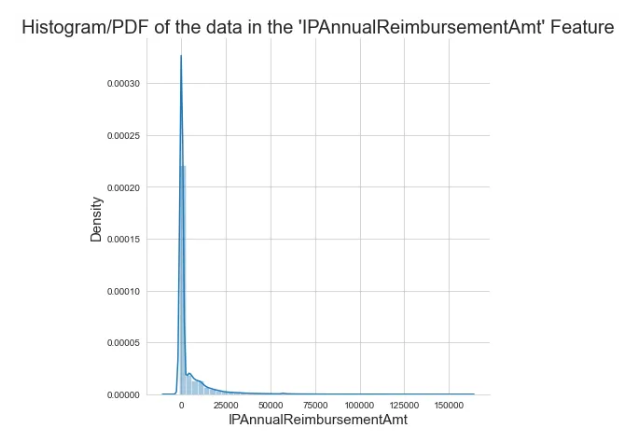 Histogram/PDF of the data in the 'IPAnnualReimbursementAmt' Feature
0.00030
0.00025
0.00020
0.00015
0.00010
0.00005
0.00000
Density
0 25000 50000 75000 100000 125000 150000
IPAnnualReimbursementAmt